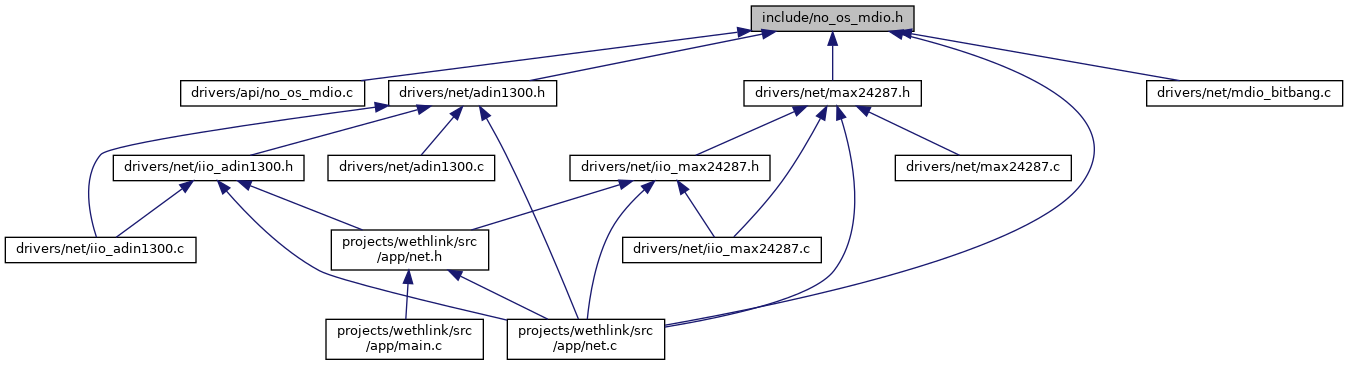 include/no_os_mdio.h
drivers/api/no_os_mdio.c
drivers/net/adin1300.h
drivers/net/max24287.h
drivers/net/mdio_bitbang.c
drivers/net/iio_adin1300.h
drivers/net/adin1300.c
drivers/net/iio_max24287.h
drivers/net/max24287.c
drivers/net/iio_adin1300.c
projects/wethlink/src
/app/net.h
drivers/net/iio_max24287.c
projects/wethlink/src
/app/main.c
projects/wethlink/src
/app/net.c